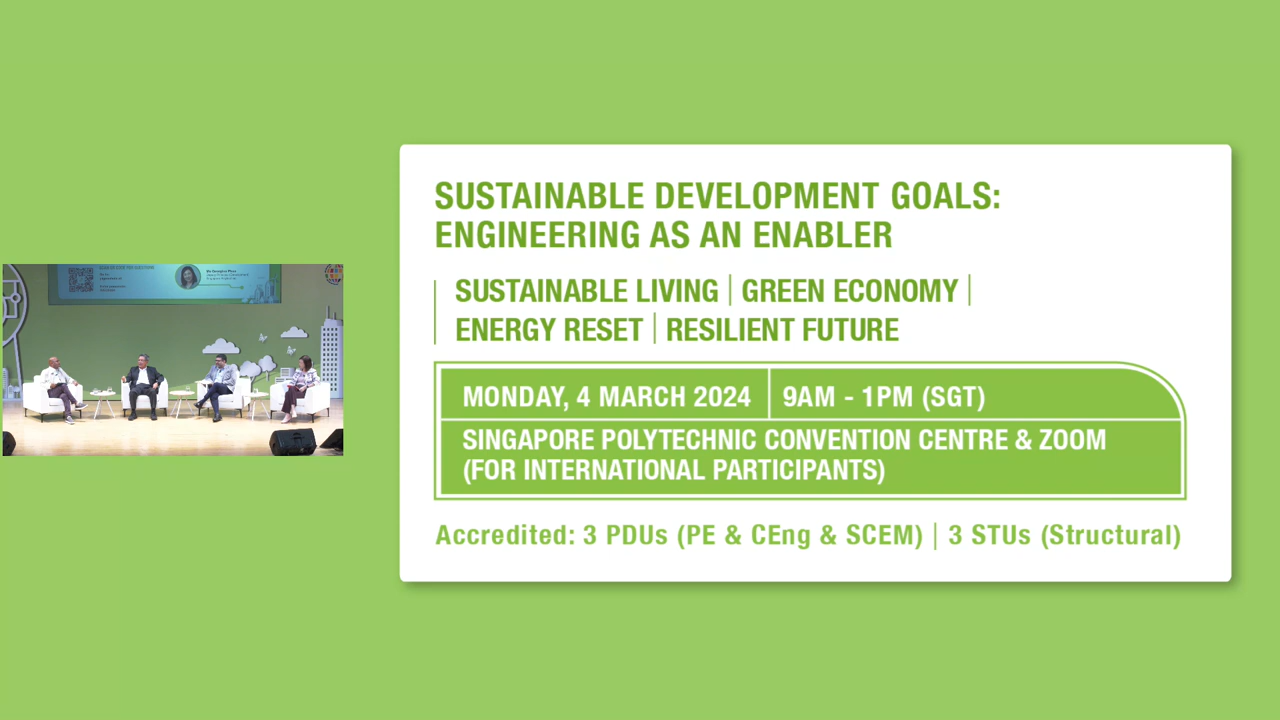 SUSTAINABLE DEVELOPMENT GOALS:
ENGINEERING AS AN ENABLER
SUSTAINABLE LIVING | GREEN ECONOMY |
ENERGY RESET | RESILIENT FUTURE
MONDAY, 4 MARCH 2024 | 9AM - 1PM (SGT)
SINGAPORE POLYTECHNIC CONVENTION CENTRE & ZOOM
(FOR INTERNATIONAL PARTICIPANTS)
Accredited: 3 PDUs (PE & CEng & SCEM) | 3 STUs (Structural)